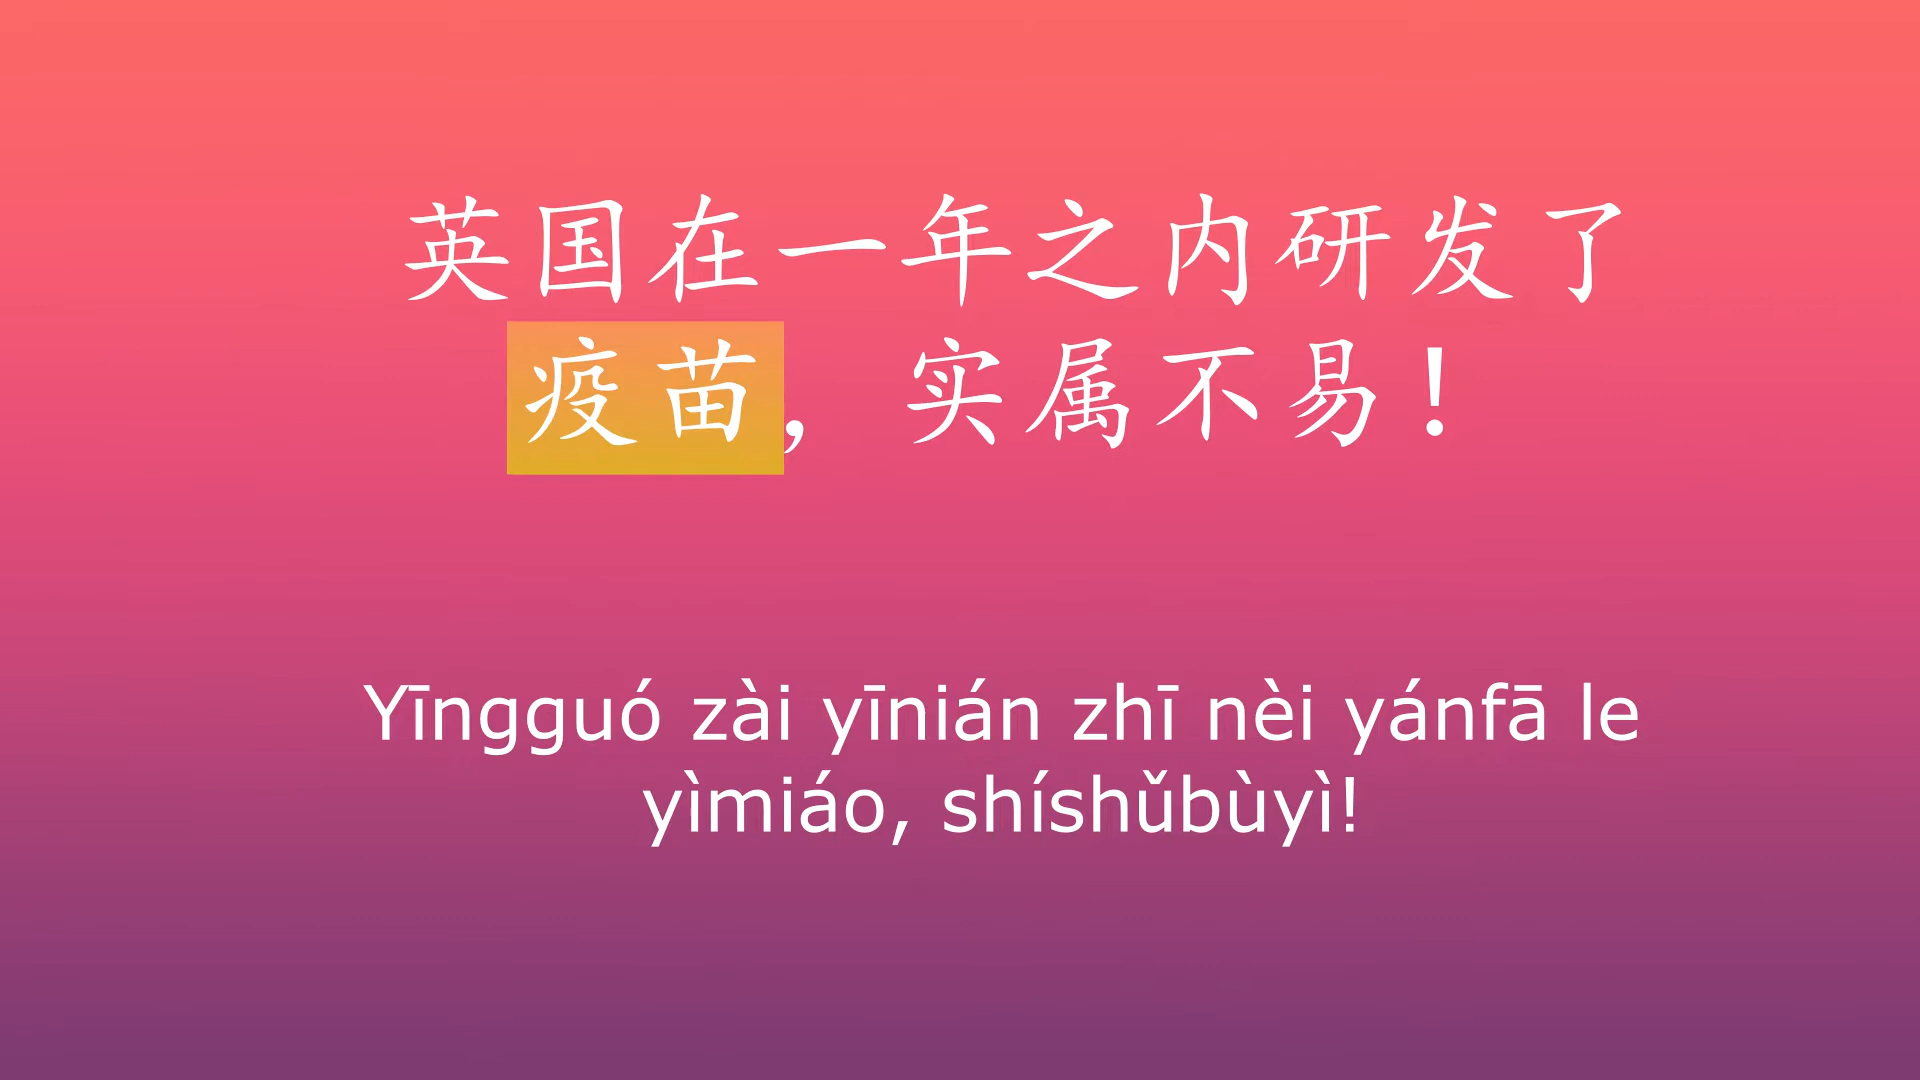 英国在一年之内研发了
疫苗，实属不易！
Yīngguó zài yīnián zhī nèi yánfā le
yìmiáo, shíshǔbùyì!